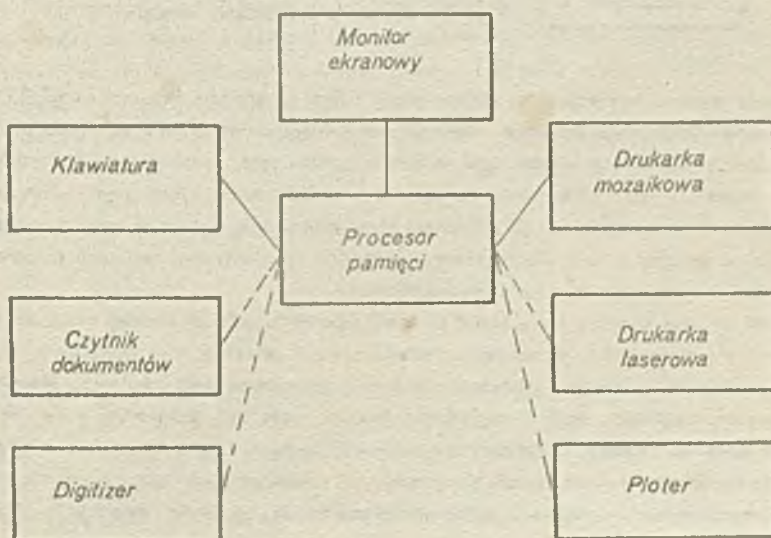 Monitor
ekranowy
Klawiatura
Drukarka
mozaikowa
Procesor
pamięci
Czytnik
dokumentów
Drukarka
laserowa
Digitizer
Ploter